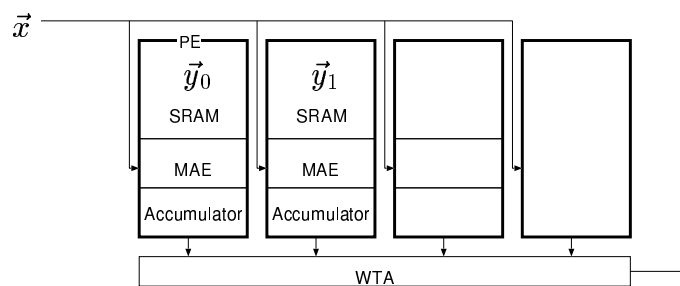 x⃗
PE
y⃗₀ y⃗₁
SRAM SRAM
MAE MAE
Accumulator Accumulator
WTA